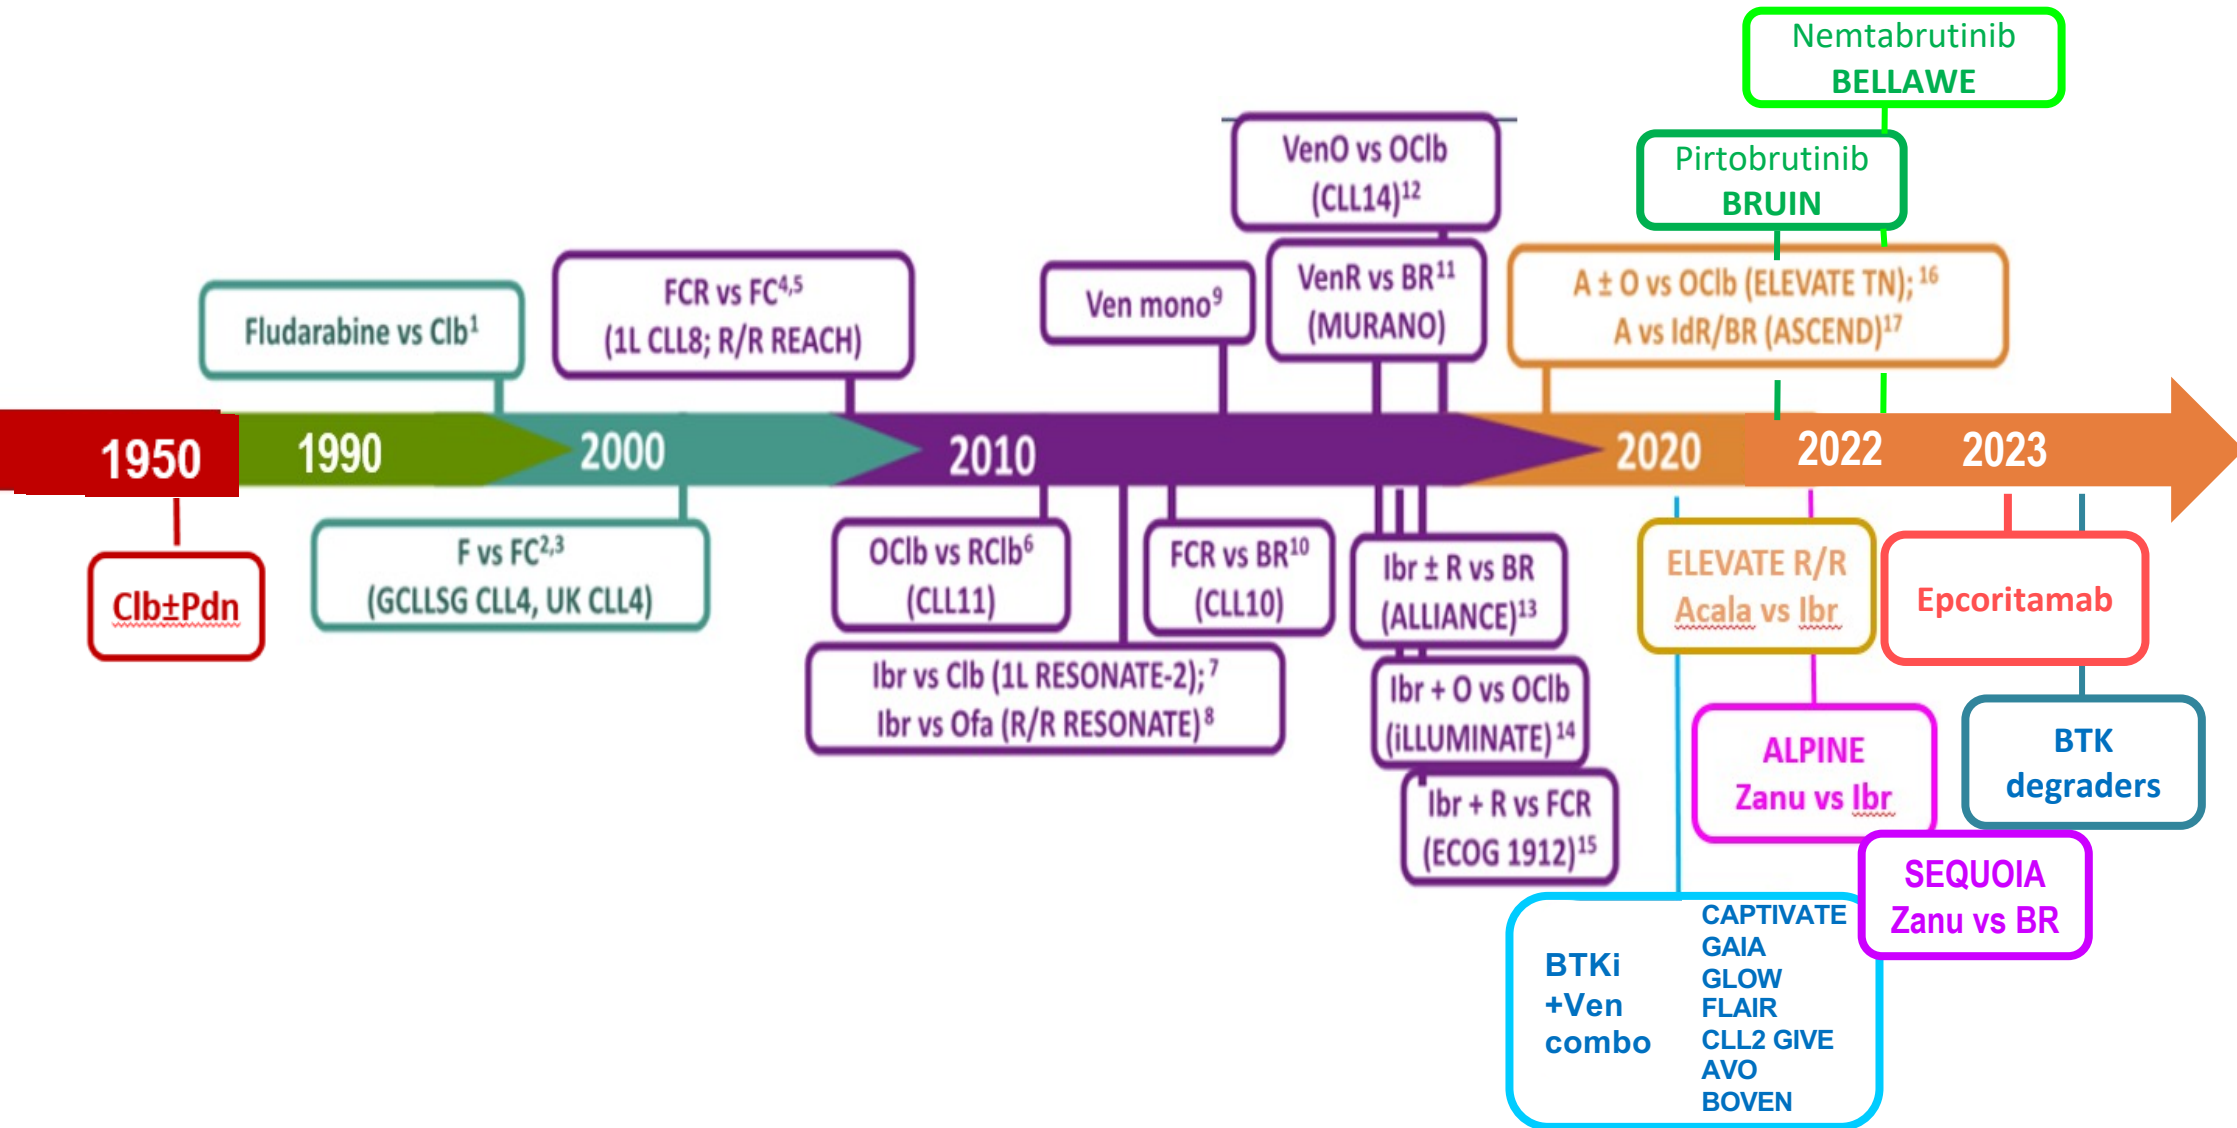 Nemtabrutinib
BELLAWE
Pirtobrutinib
BRUIN
VenO vs OClb
(CLL14)12
VenR vs BR11
(MURANO)
Ven mono9
FCR vs FC4,5
(1L CLL8; R/R REACH)
Fludarabine vs Clb1
A ± O vs OClb (ELEVATE TN); 16
A vs IdR/BR (ASCEND)17
1950
1990
2000
2010
2020
2022
2023
Clb±Pdn
F vs FC2,3
(GCLLSG CLL4, UK CLL4)
OClb vs RClb6
(CLL11)
Ibr vs Clb (1L RESONATE-2); 7
Ibr vs Ofa (R/R RESONATE) 8
FCR vs BR10
(CLL10)
Ibr ± R vs BR
(ALLIANCE)13
Ibr + O vs OClb
(iLLUMINATE) 14
Ibr + R vs FCR
(ECOG 1912)15
ELEVATE R/R
Acala vs Ibr
ALPINE
Zanu vs Ibr
Epcoritamab
BTK
degraders
SEQUOIA
Zanu vs BR
BTKi
+Ven
combo
CAPTIVATE
GAIA
GLOW
FLAIR
CLL2 GIVE
AVO
BOVEN